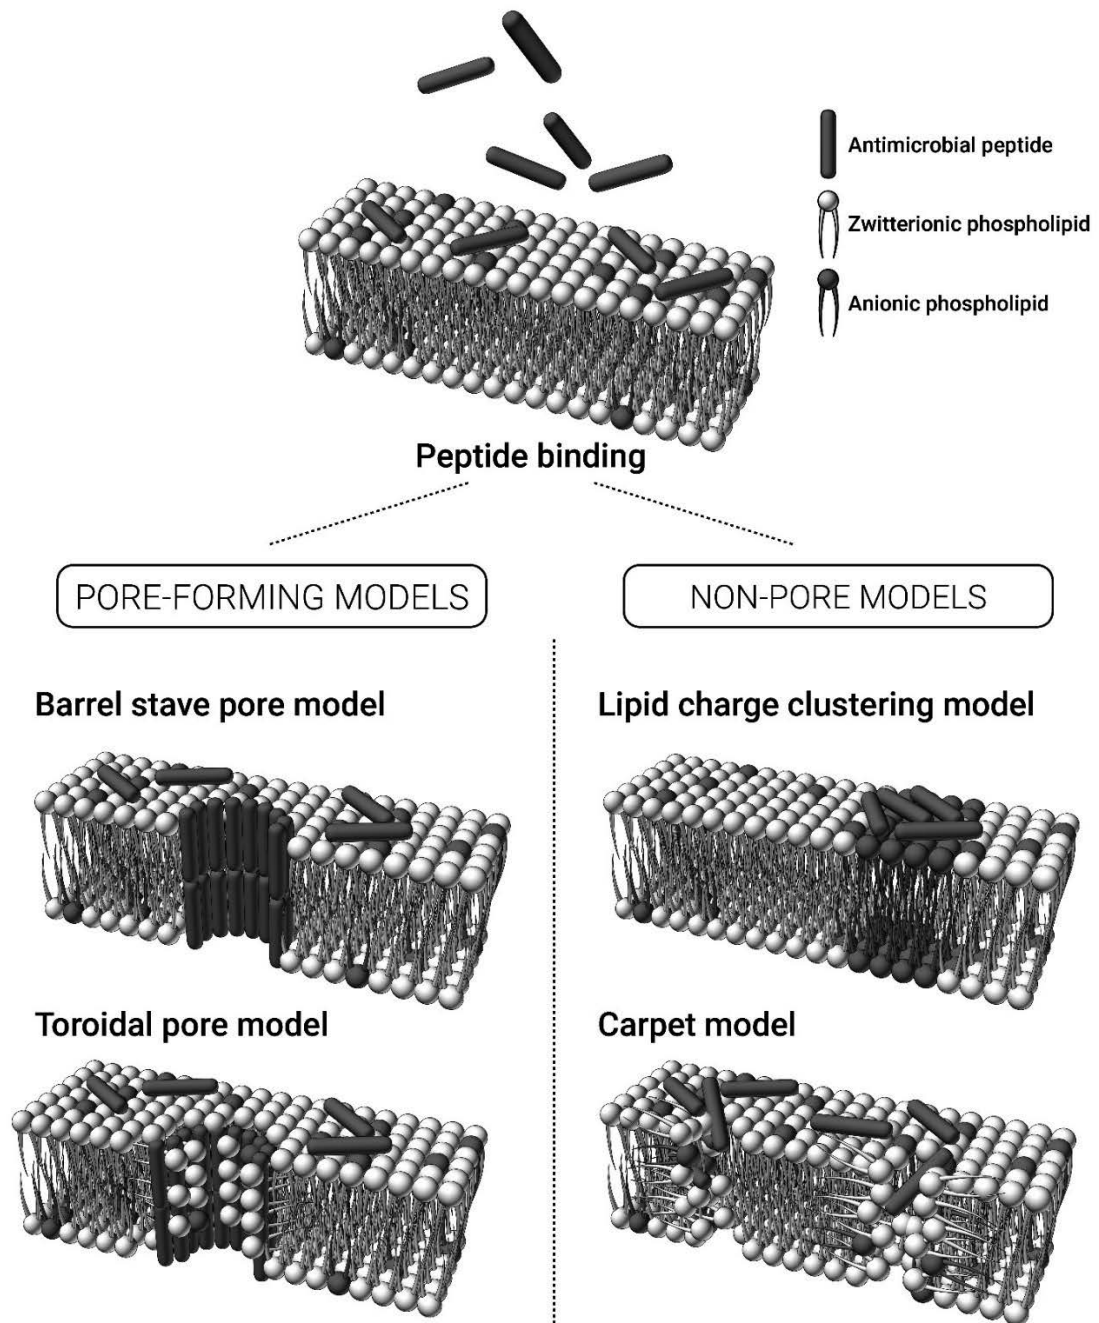 Antimicrobial peptide
Zwitterionic phospholipid
Anionic phospholipid
Peptide binding
PORE-FORMING MODELS
NON-PORE MODELS
Barrel stave pore model
Lipid charge clustering model
Toroidal pore model
Carpet model